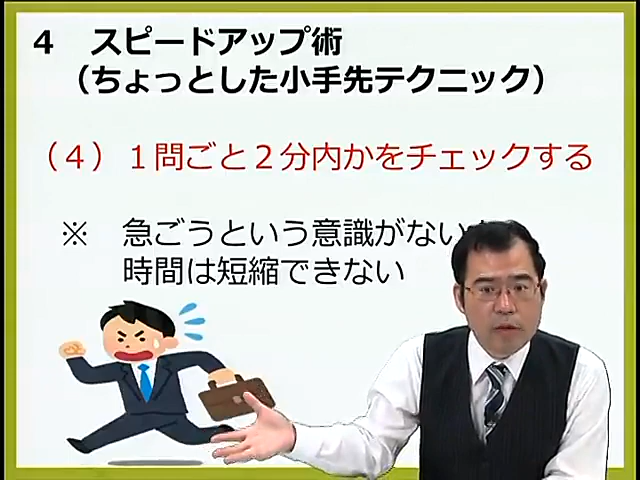 ４　スピードアップ術
（ちょっとした小手先テクニック）
（４）１問ごと２分内かをチェックする
※　急ごうという意識がない
時間は短縮できない